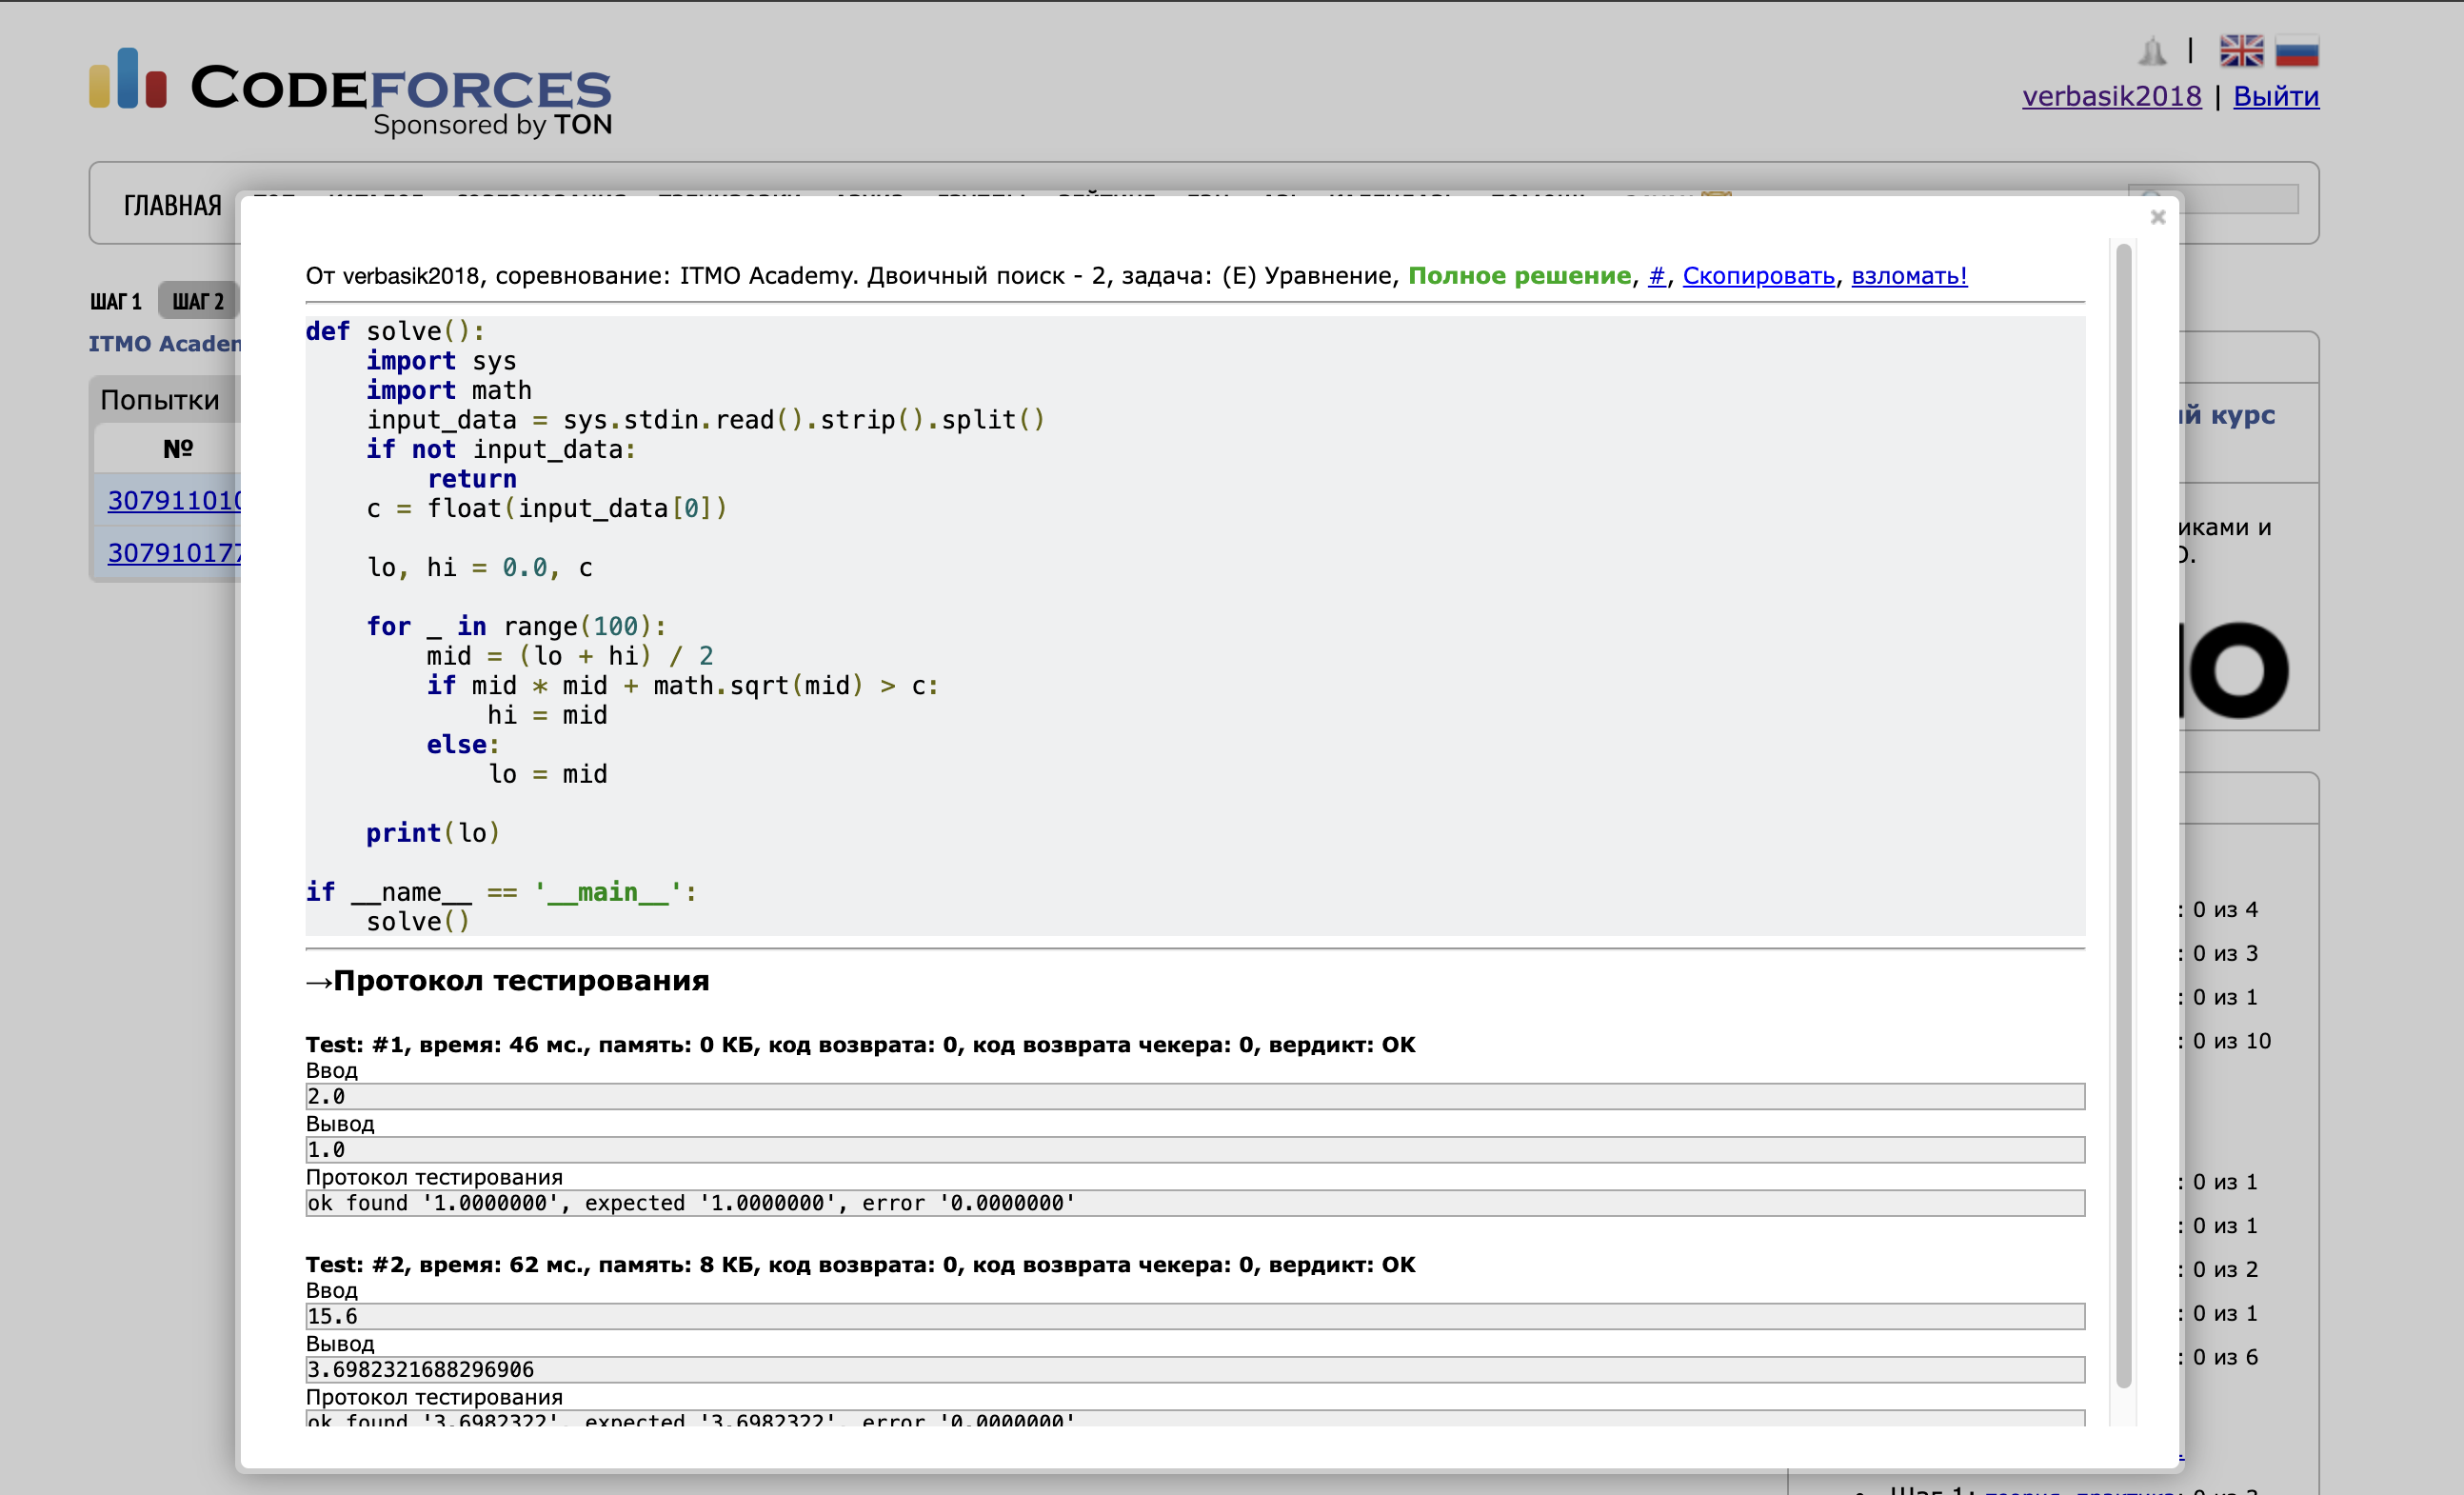 CODEFORCES
Sponsored by TON
|
verbasik2018 | Выйти
ГЛАВНАЯ
ШАГ 1 ШАГ 2
ITMO Academ
Попытки
№
307911010
307910177
От verbasik2018, соревнование: ITMO Academy. Двоичный поиск - 2, задача: (E) Уравнение, Полное решение, #, Скопировать, взломать!
def solve():
    import sys
    import math
    input_data = sys.stdin.read().strip().split()
    if not input_data:
        return
    c = float(input_data[0])
    lo, hi = 0.0, c
    for _ in range(100):
        mid = (lo + hi) / 2
        if mid * mid + math.sqrt(mid) > c:
            hi = mid
        else:
            lo = mid
    print(lo)
if __name__ == '__main__':
    solve()
→Протокол тестирования
Test: #1, время: 46 мс., память: 0 КБ, код возврата: 0, код возврата чекера: 0, вердикт: OK
Ввод
2.0
Вывод
1.0
Протокол тестирования
ok found '1.0000000', expected '1.0000000', error '0.0000000'
Test: #2, время: 62 мс., память: 8 КБ, код возврата: 0, код возврата чекера: 0, вердикт: OK
Ввод
15.6
Вывод
3.6982321688296906
Протокол тестирования
ok found '3.6982322', expected '3.6982322', error '0.0000000'
й курс
иками и
О.
: 0 из 4
: 0 из 3
: 0 из 1
: 0 из 10
: 0 из 1
: 0 из 1
: 0 из 2
: 0 из 1
: 0 из 6